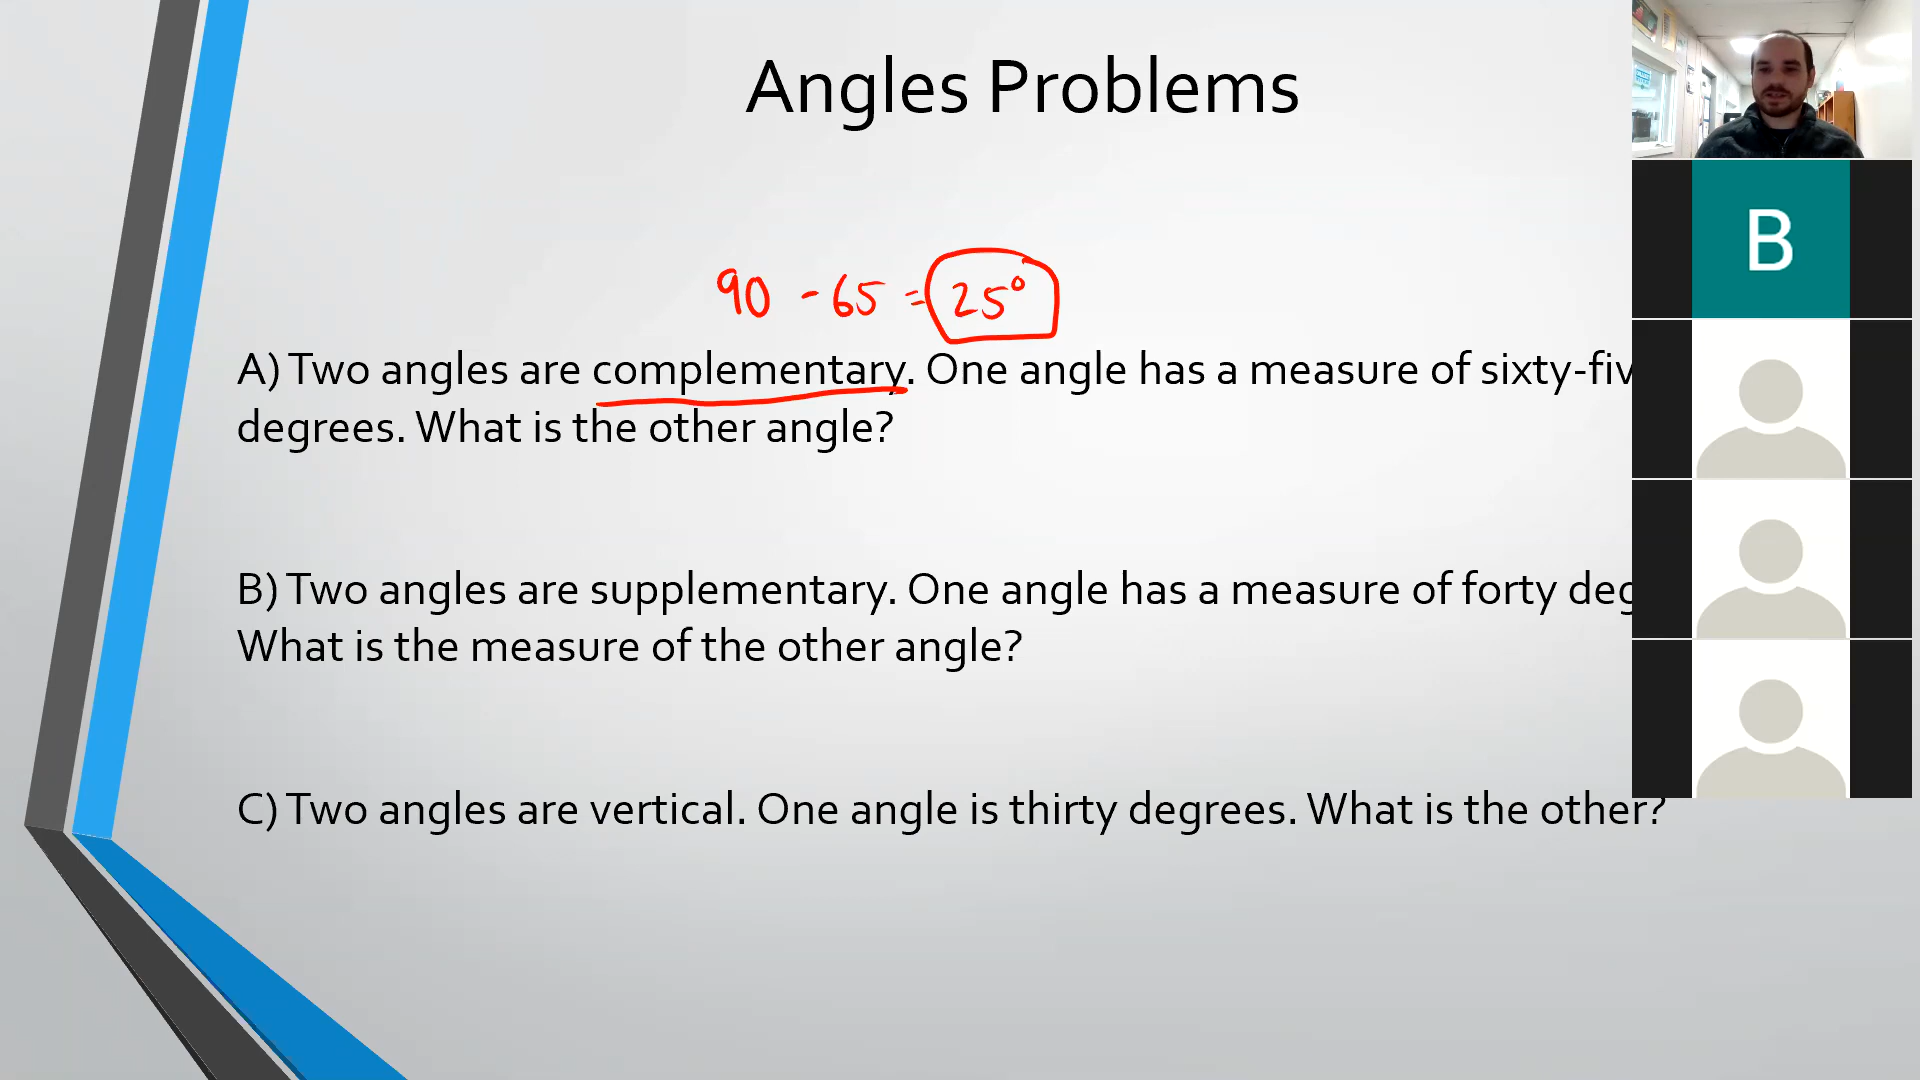 Angles Problems
90 - 65 = 25°
A) Two angles are complementary. One angle has a measure of sixty-fiv
degrees. What is the other angle?
B) Two angles are supplementary. One angle has a measure of forty deg
What is the measure of the other angle?
C) Two angles are vertical. One angle is thirty degrees. What is the other?
B